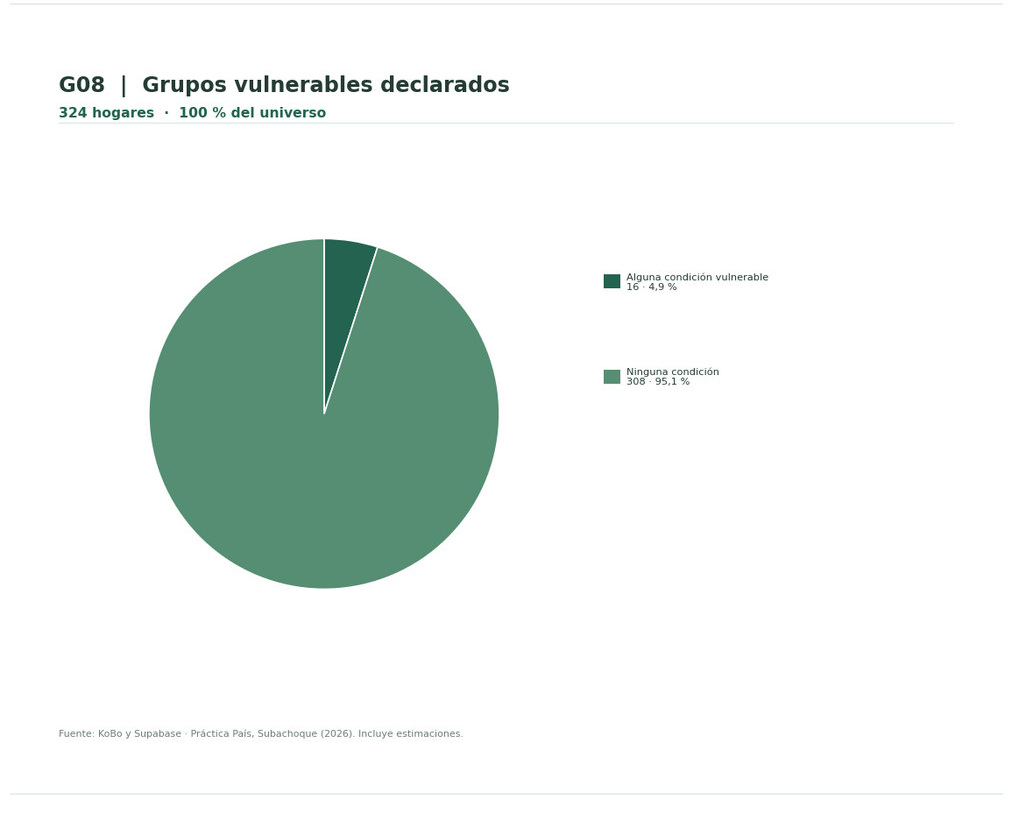 G08 | Grupos vulnerables declarados
324 hogares · 100 % del universo
Alguna condición vulnerable
16 · 4,9 %
Ninguna condición
308 · 95,1 %
Fuente: KoBo y Supabase · Práctica País, Subachoque (2026). Incluye estimaciones.